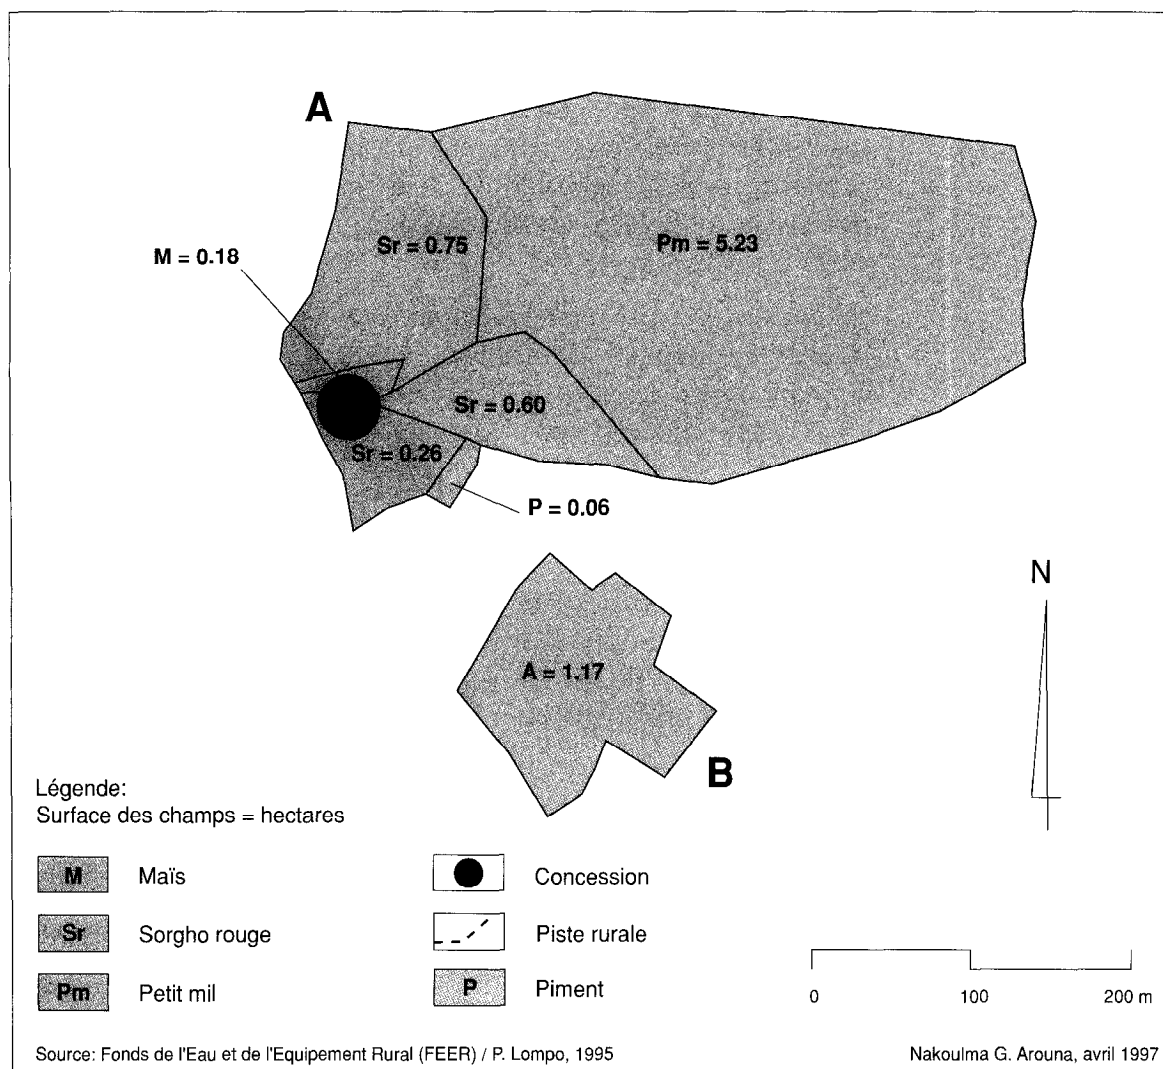 A
Sr = 0.75
Pm = 5.23
M = 0.18
Sr = 0.60
Sr = 0.26
P = 0.06
N
A = 1.17
B
Légende:
Surface des champs = hectares
M Maïs
Concession
Sr Sorgho rouge
Piste rurale
Pm Petit mil
P Piment
0 100 200 m
Source: Fonds de l'Eau et de l'Equipement Rural (FEER) / P. Lompo, 1995
Nakoulma G. Arouna, avril 1997